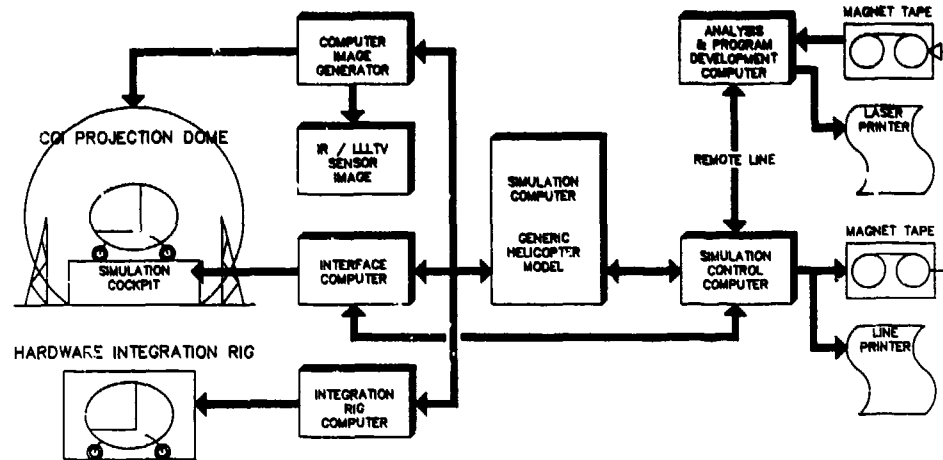 COMPUTER
IMAGE
GENERATOR
ANALYSIS
& PROGRAM
DEVELOPMENT
COMPUTER
MAGNET TAPE
LASER
PRINTER
CGI PROJECTION DOME
IR / LLLTV
SENSOR
IMAGE
REMOTE LINE
SIMULATION
COMPUTER
GENERIC
HELICOPTER
MODEL
SIMULATION
COCKPIT
INTERFACE
COMPUTER
SIMULATION
CONTROL
COMPUTER
MAGNET TAPE
LINE
PRINTER
HARDWARE INTEGRATION RIG
INTEGRATION
RIG
COMPUTER